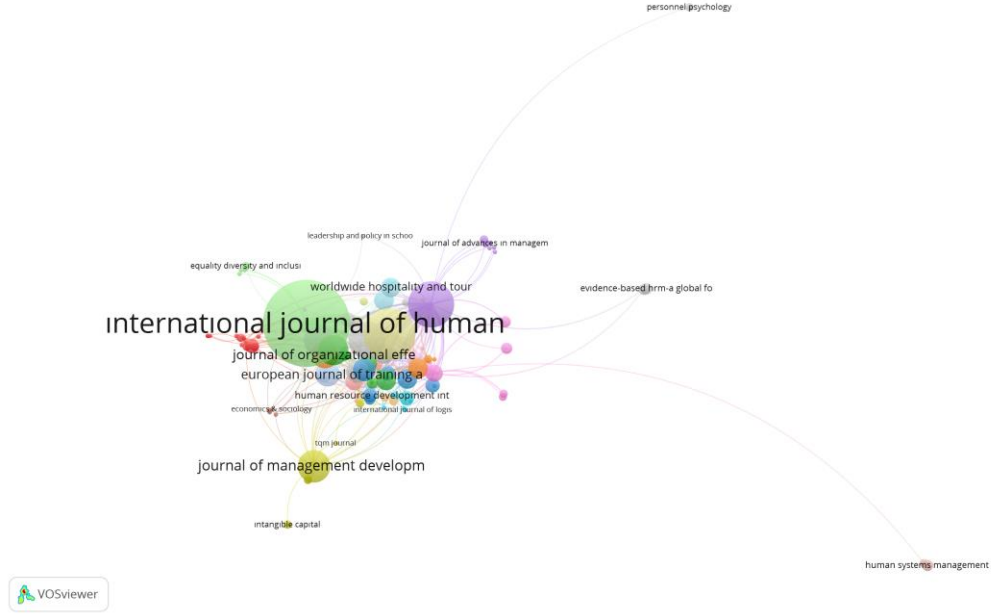 personnel psychology
leadership and policy in schoo
journal of advances in managem
equality diversity and inclusi
worldwide hospitality and tour
evidence-based hrm-a global fo
international journal of human
journal of organizational effe
european journal of training a
human resource development int
economics & sociology
international journal of logis
tqm journal
journal of management developm
intangible capital
human systems management
VOSviewer